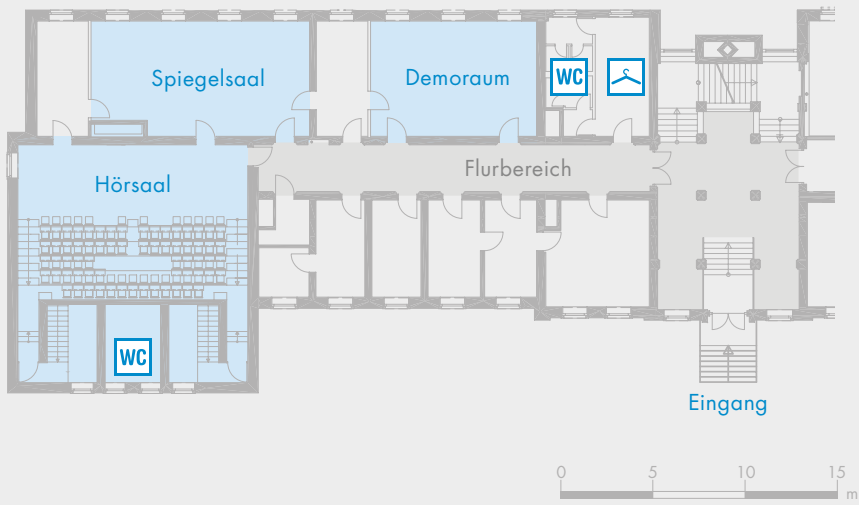 Spiegelsaal
Demoraum
WC
Hörsaal
Flurbereich
WC
Eingang
0 5 10 15
m